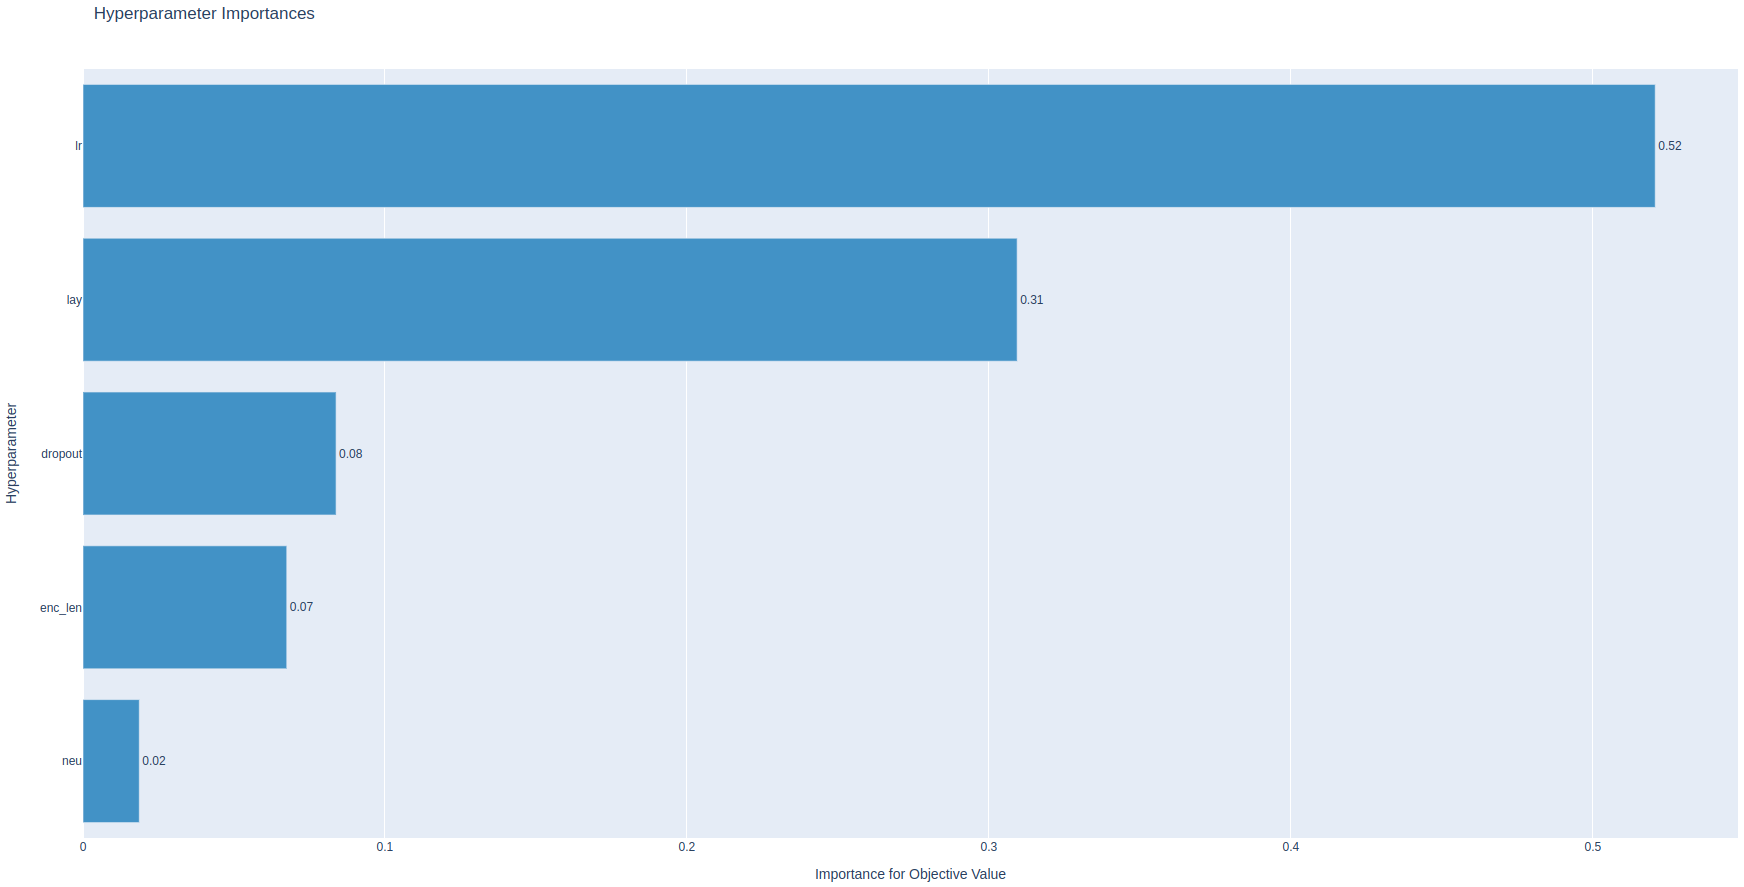 Hyperparameter Importances
lr
0.52
lay
0.31
dropout
0.08
enc_len
0.07
neu
0.02
0 0.1 0.2 0.3 0.4 0.5
Importance for Objective Value
Hyperparameter